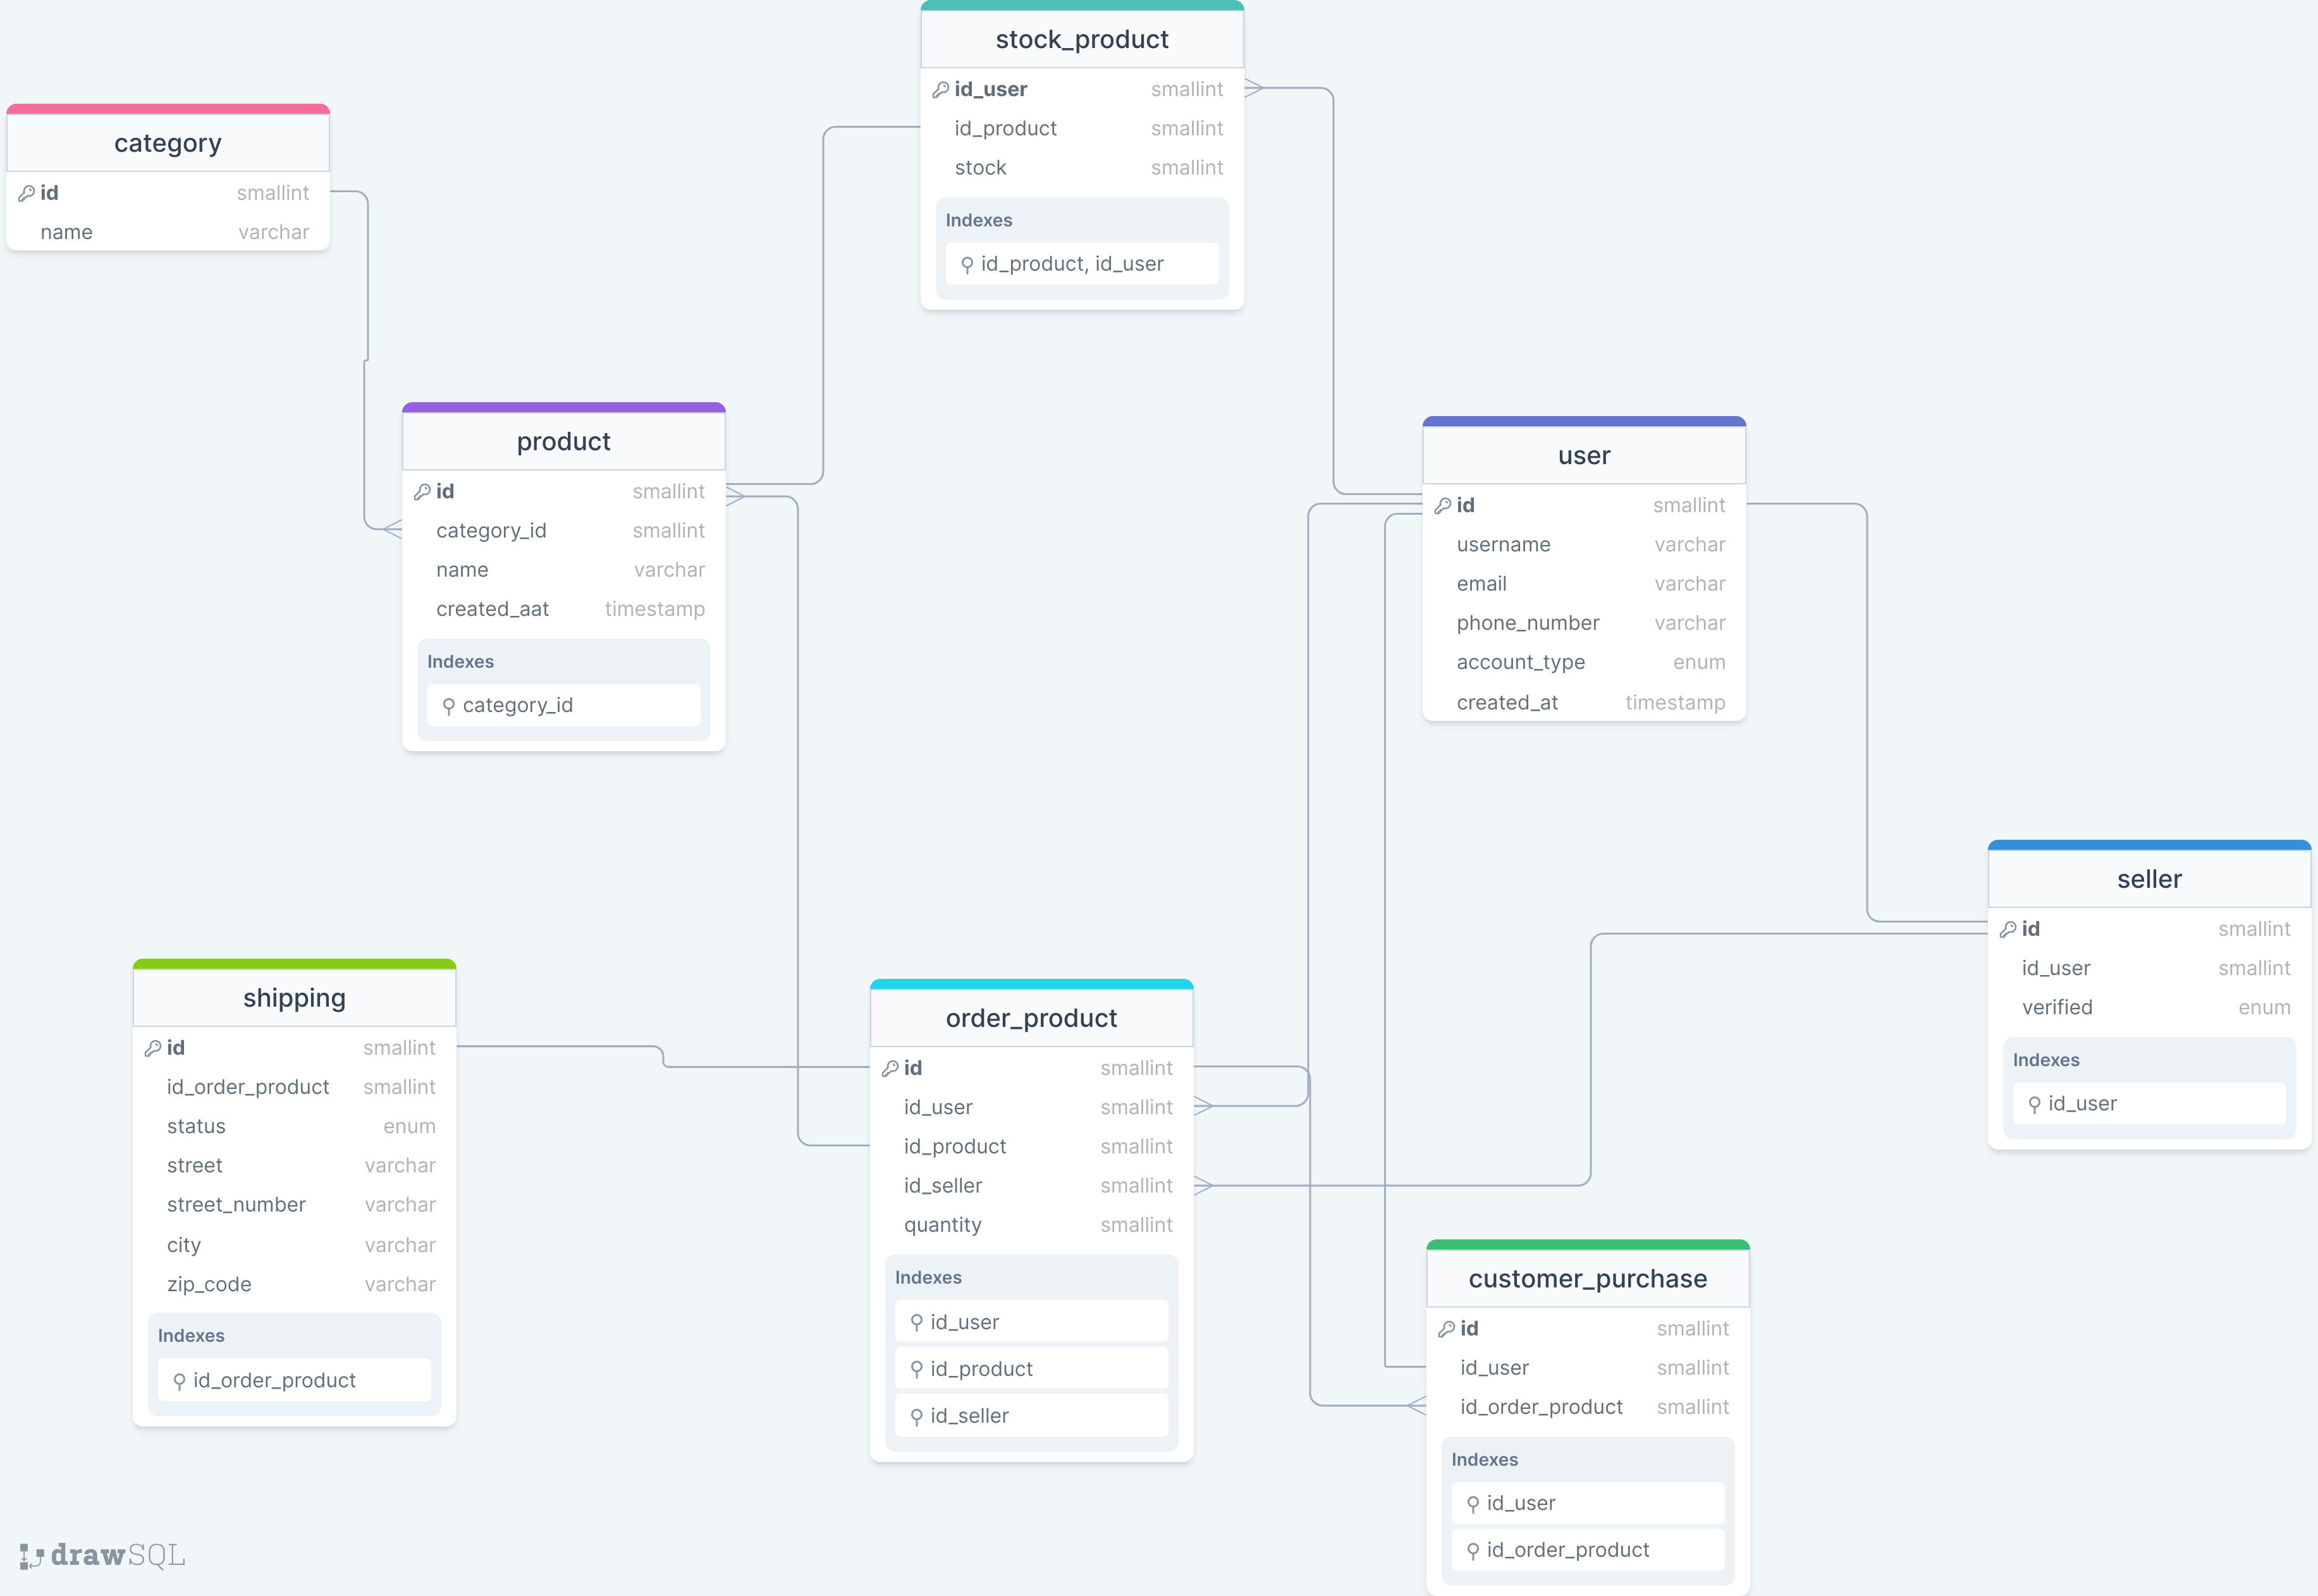 stock_product
id_user smallint
id_product smallint
stock smallint
Indexes
id_product, id_user
category
id smallint
name varchar
product
id smallint
category_id smallint
name varchar
created_aat timestamp
Indexes
category_id
user
id smallint
username varchar
email varchar
phone_number varchar
account_type enum
created_at timestamp
seller
id smallint
id_user smallint
verified enum
Indexes
id_user
shipping
id smallint
id_order_product smallint
status enum
street varchar
street_number varchar
city varchar
zip_code varchar
Indexes
id_order_product
order_product
id smallint
id_user smallint
id_product smallint
id_seller smallint
quantity smallint
Indexes
id_user
id_product
id_seller
customer_purchase
id smallint
id_user smallint
id_order_product smallint
Indexes
id_user
id_order_product
drawSQL